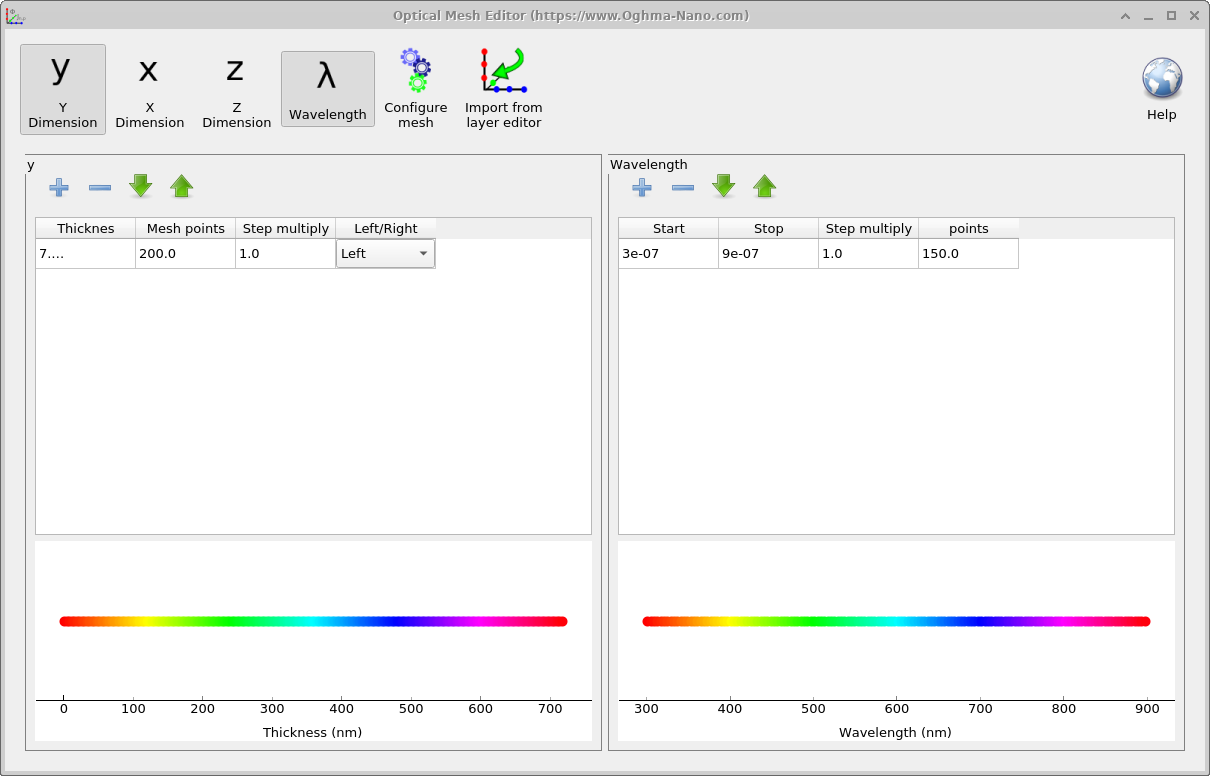 Optical Mesh Editor (https://www.Oghma-Nano.com)
y
x
z
λ
Y
Dimension
X
Dimension
Z
Dimension
Wavelength
Configure
mesh
Import from
layer editor
Help
y
Thicknes Mesh points Step multiply Left/Right
7.... 200.0 1.0 Left
0 100 200 300 400 500 600 700
Thickness (nm)
Wavelength
Start Stop Step multiply points
3e-07 9e-07 1.0 150.0
300 400 500 600 700 800 900
Wavelength (nm)